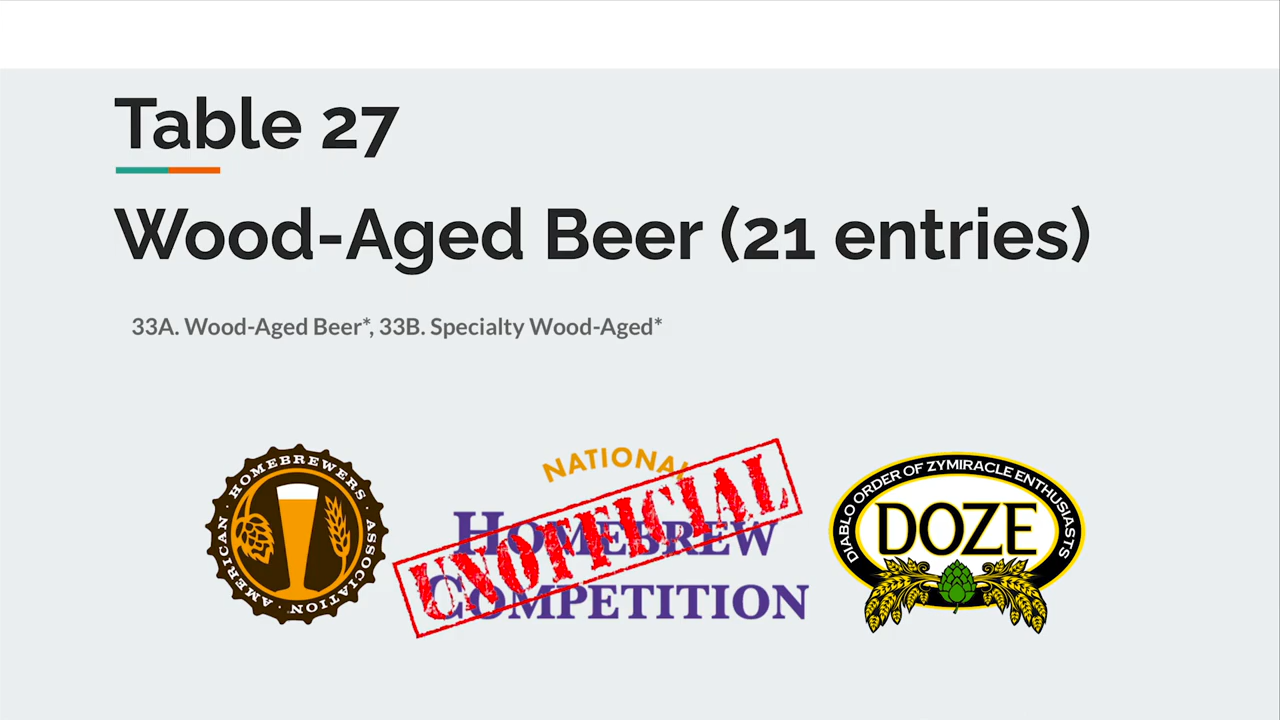 Table 27
Wood-Aged Beer (21 entries)
33A. Wood-Aged Beer*, 33B. Specialty Wood-Aged*
AMERICAN · HOMEBREWERS · ASSOCIATION ·
NATIONAL
HOMEBREW
COMPETITION
UNOFFICIAL
DIABLO ORDER OF ZYMIRACLE ENTHUSIASTS
DOZE